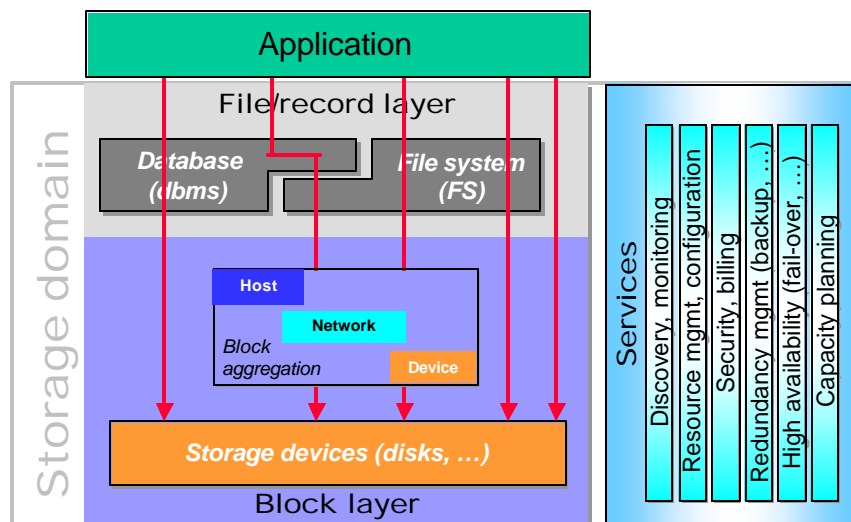 Application
Storage domain
File/record layer
Database
(dbms)
File system
(FS)
Host
Network
Device
Block
aggregation
Storage devices (disks, …)
Block layer
Services
Discovery, monitoring
Resource mgmt, configuration
Security, billing
Redundancy mgmt (backup, …)
High availability (fail-over, …)
Capacity planning